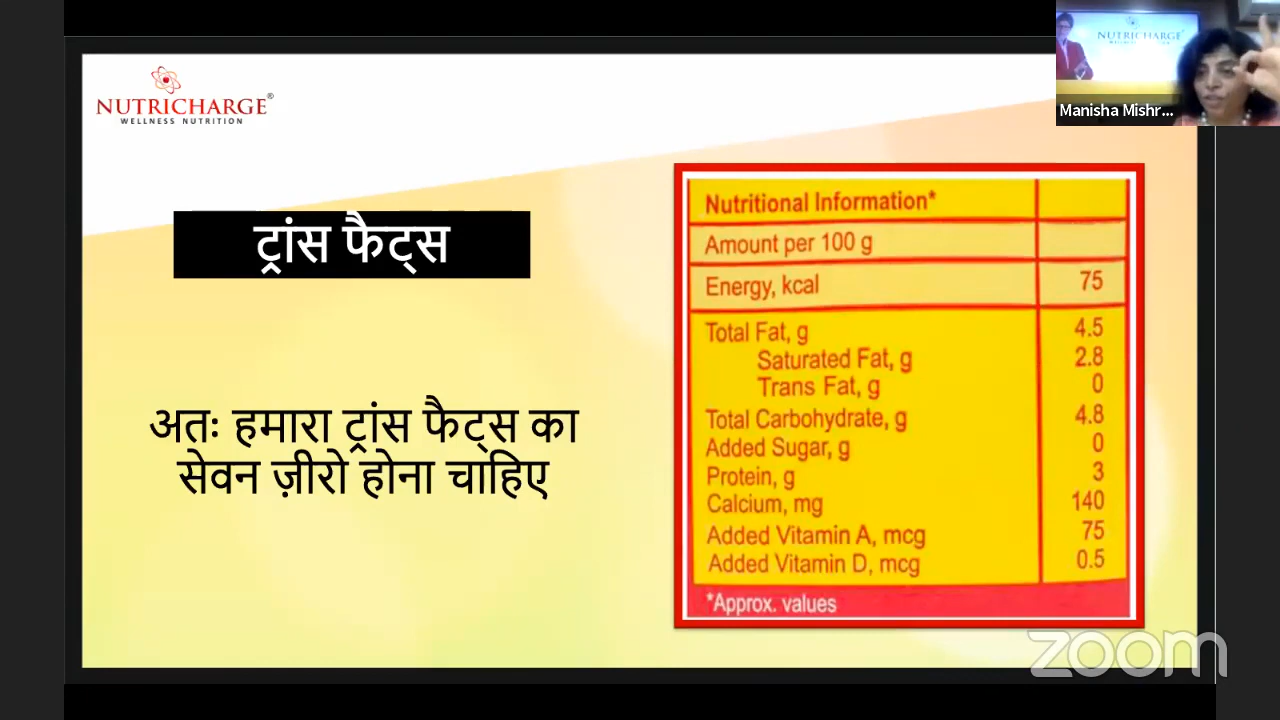 NUTRICHARGE®
WELLNESS NUTRITION
NUTRICHARGE
Manisha Mishr...
ट्रांस फैट्स
अतः हमारा ट्रांस फैट्स का
सेवन ज़ीरो होना चाहिए
Nutritional Information*
Amount per 100 g
Energy, kcal 75
Total Fat, g 4.5
Saturated Fat, g 2.8
Trans Fat, g 0
Total Carbohydrate, g 4.8
Added Sugar, g 0
Protein, g 3
Calcium, mg 140
Added Vitamin A, mcg 75
Added Vitamin D, mcg 0.5
*Approx. values
zoom